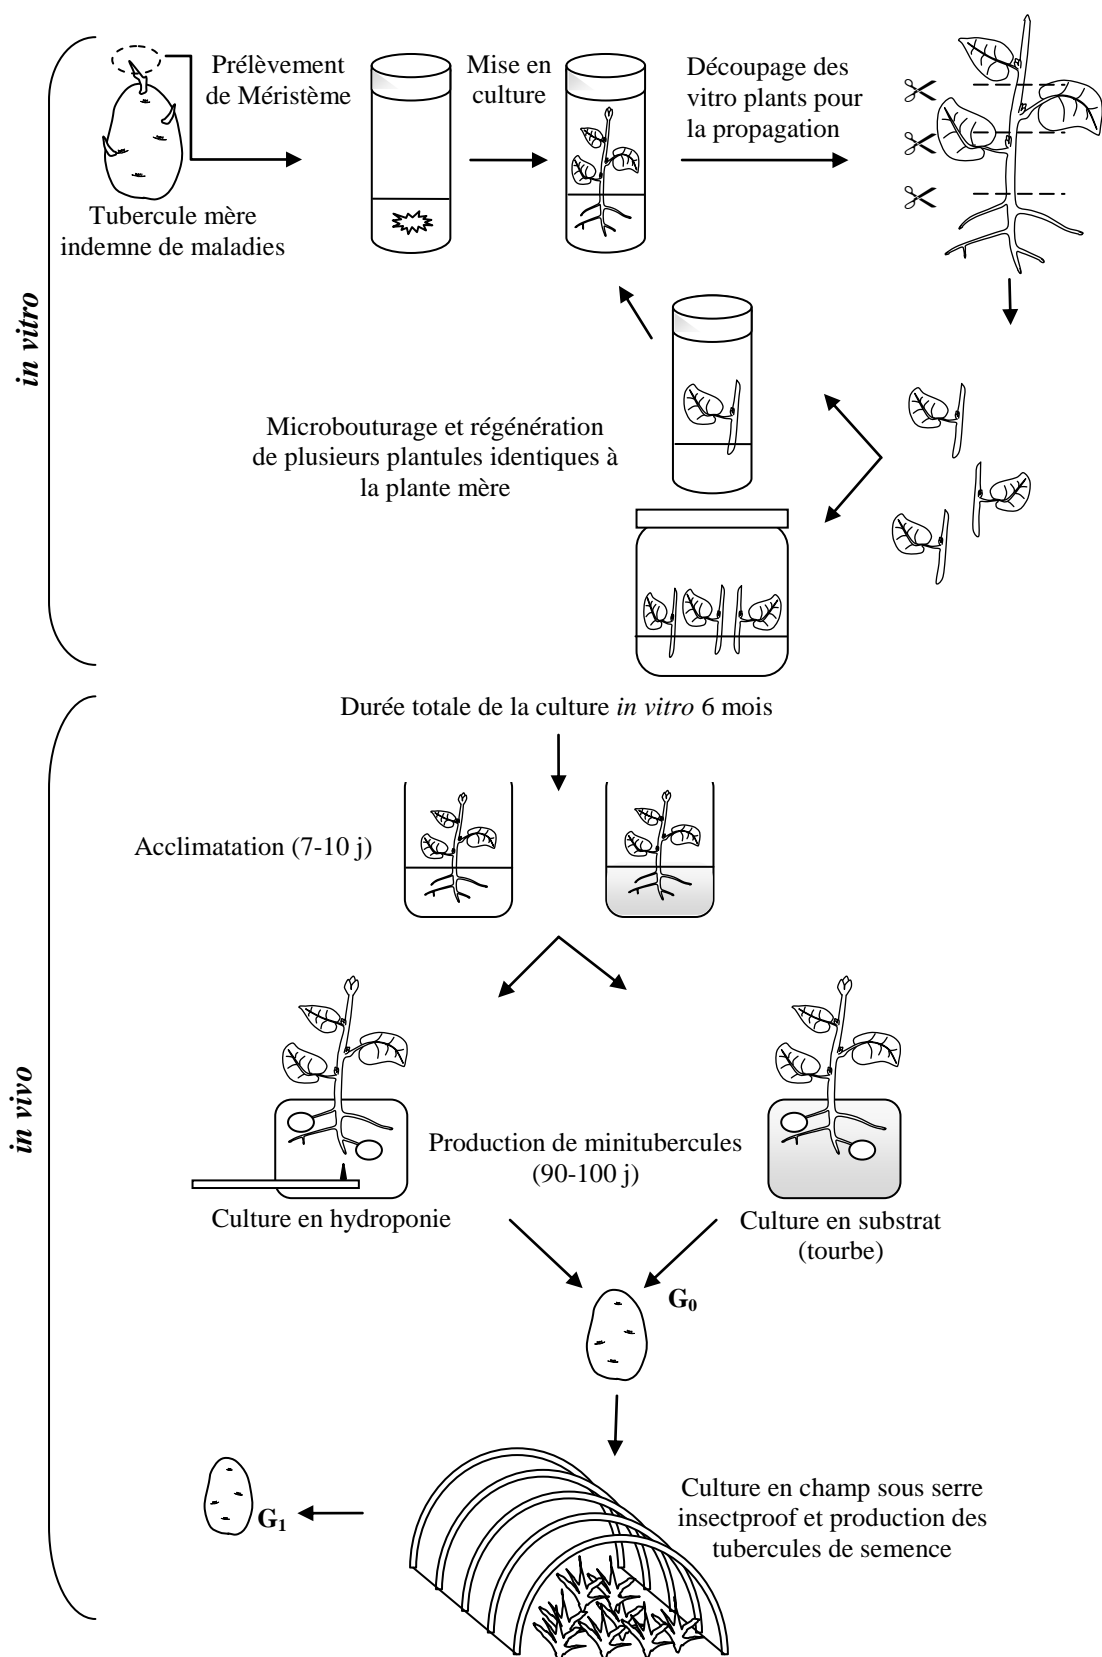 Prélèvement
de Méristème
Mise en
culture
Découpage des
vitro plants pour
la propagation
Tubercule mère
indemne de maladies
in vitro
Microbouturage et régénération
de plusieurs plantules identiques à
la plante mère
Durée totale de la culture in vitro 6 mois
Acclimatation (7-10 j)
in vivo
Production de minitubercules
(90-100 j)
Culture en hydroponie
Culture en substrat
(tourbe)
G₀
Culture en champ sous serre
insectproof et production des
tubercules de semence
G₁